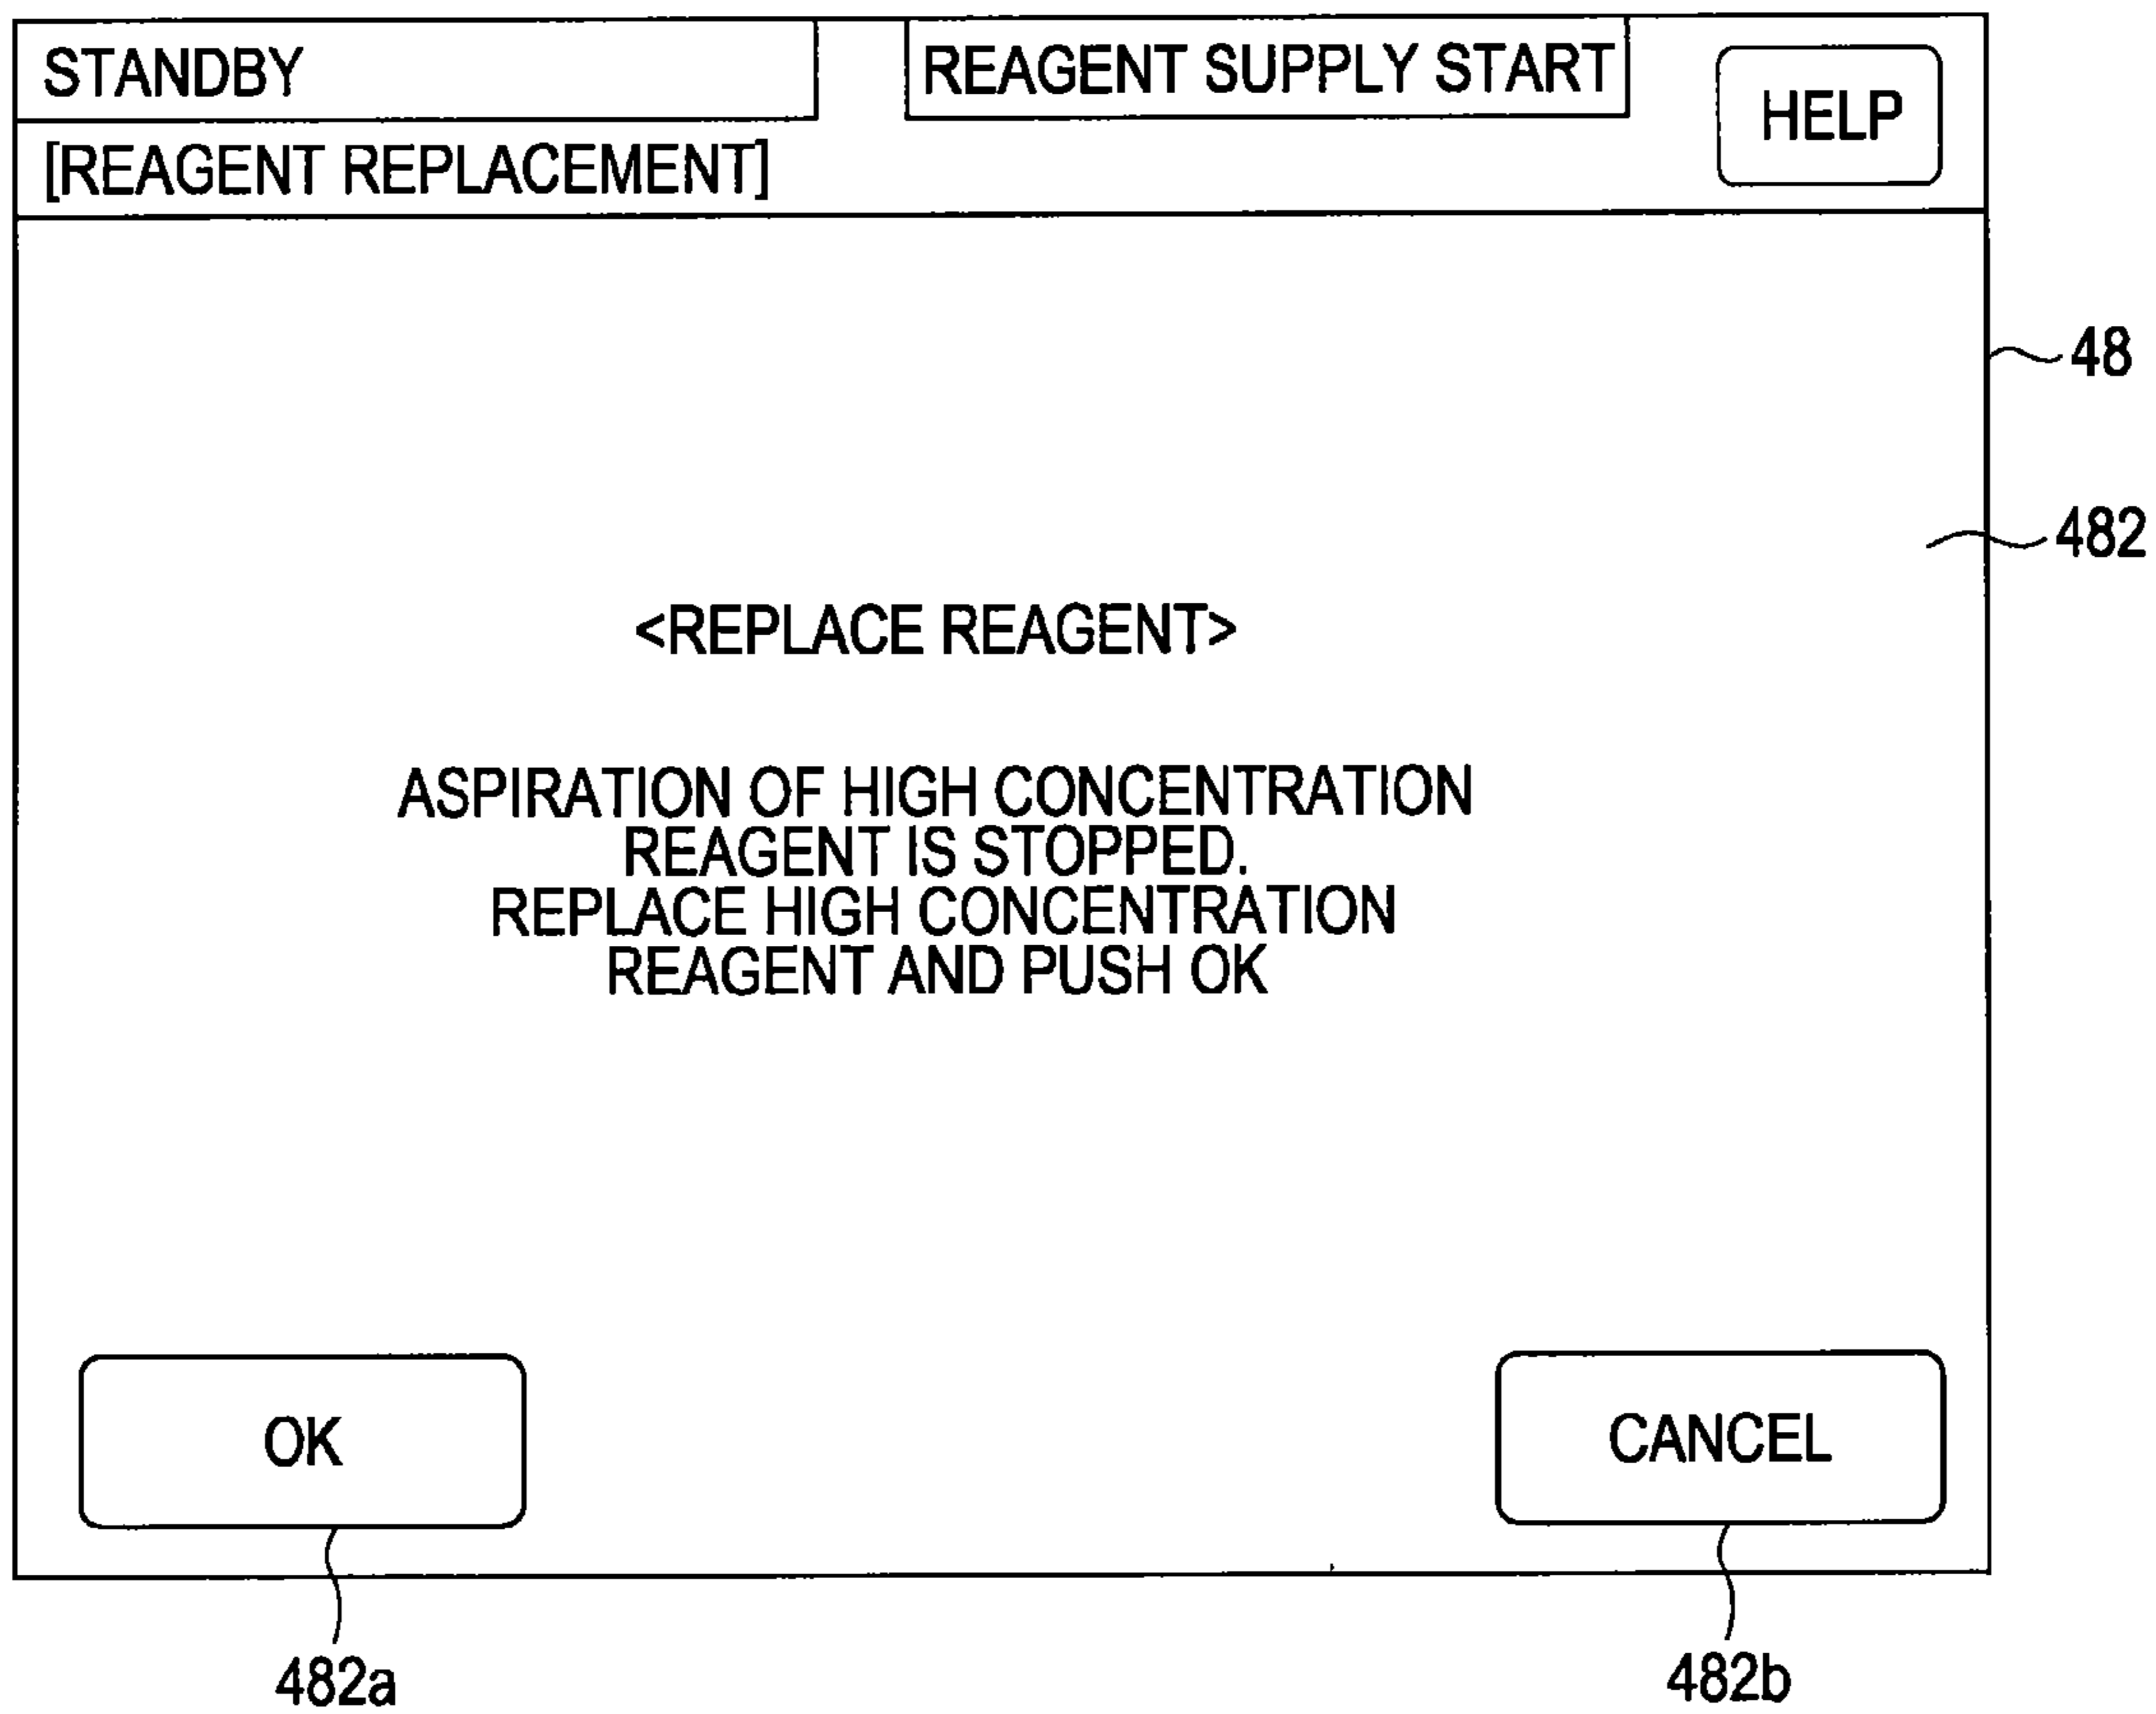 STANDBY
REAGENT SUPPLY START
HELP
[REAGENT REPLACEMENT]
48
482
<REPLACE REAGENT>
ASPIRATION OF HIGH CONCENTRATION
REAGENT IS STOPPED.
REPLACE HIGH CONCENTRATION
REAGENT AND PUSH OK
OK
CANCEL
482a
482b